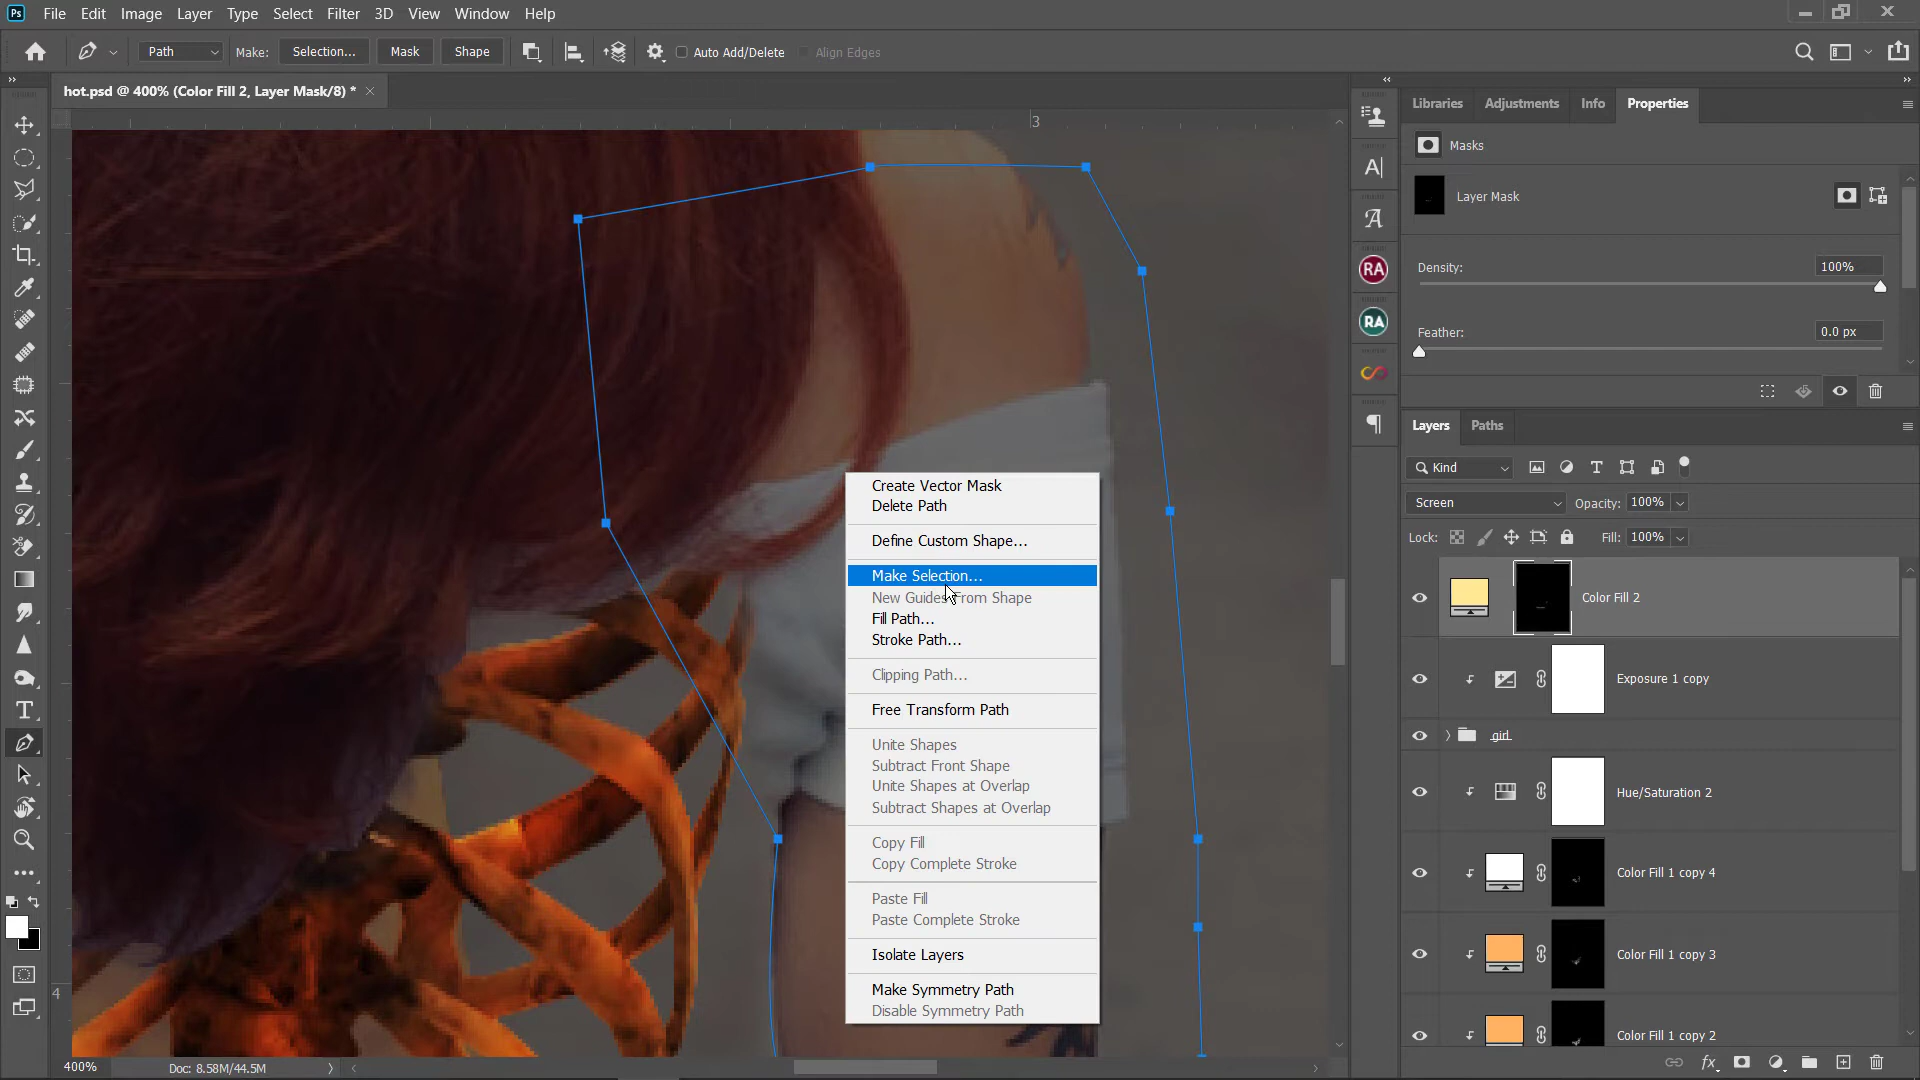 Ps File Edit Image Layer Type Select Filter 3D View Window Help
Path Make: Selection... Mask Shape Auto Add/Delete Align Edges
hot.psd @ 400% (Color Fill 2, Layer Mask/8) *
Libraries Adjustments Info Properties
3
Masks
Layer Mask
Density: 100%
Feather: 0.0 px
A|
A
RA
RA
¶
Layers Paths
Kind
Screen Opacity: 100%
Lock: Fill: 100%
Color Fill 2
Exposure 1 copy
girl
Hue/Saturation 2
Color Fill 1 copy 4
Color Fill 1 copy 3
Color Fill 1 copy 2
fx
Create Vector Mask
Delete Path
Define Custom Shape...
Make Selection...
New Guides From Shape
Fill Path...
Stroke Path...
Clipping Path...
Free Transform Path
Unite Shapes
Subtract Front Shape
Unite Shapes at Overlap
Subtract Shapes at Overlap
Copy Fill
Copy Complete Stroke
Paste Fill
Paste Complete Stroke
Isolate Layers
Make Symmetry Path
Disable Symmetry Path
4
400% Doc: 8.58M/44.5M